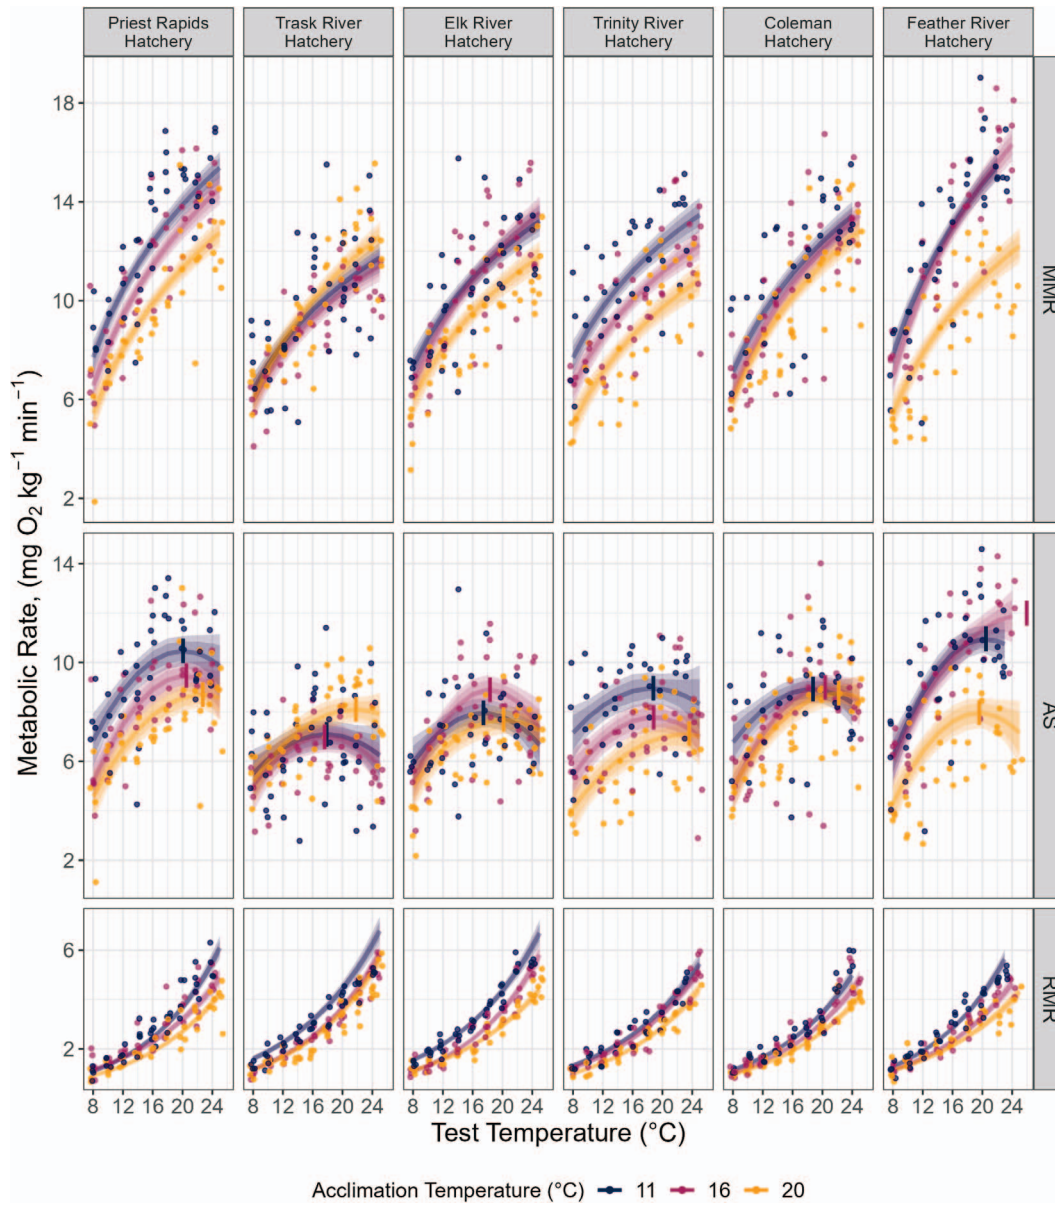 Priest Rapids Hatchery
Trask River Hatchery
Elk River Hatchery
Trinity River Hatchery
Coleman Hatchery
Feather River Hatchery
18
14
10
6
2
MMR
14
10
6
2
AS
6
2
RMR
Metabolic Rate, (mg O₂ kg⁻¹ min⁻¹)
8 12 16 20 24
8 12 16 20 24
8 12 16 20 24
8 12 16 20 24
8 12 16 20 24
8 12 16 20 24
Test Temperature (°C)
Acclimation Temperature (°C) 11 16 20